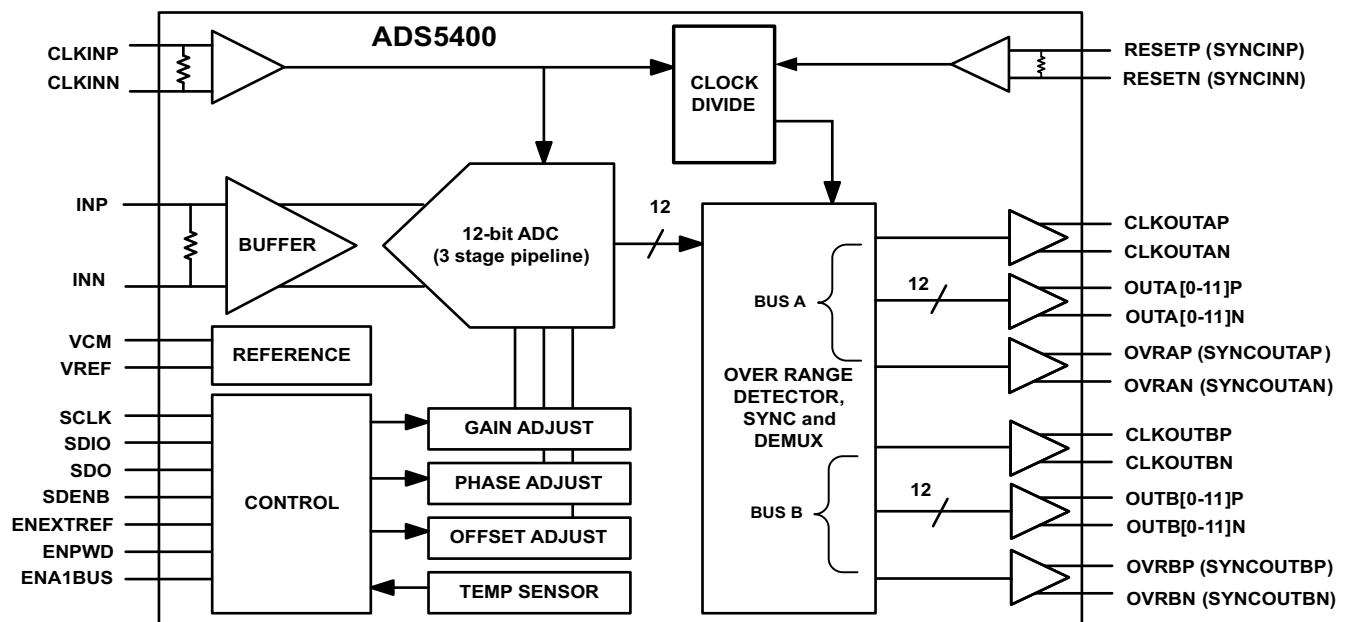 ADS5400
CLKINP
CLKINN
CLOCK
DIVIDE
RESETP (SYNCINP)
RESETN (SYNCINN)
INP
INN
BUFFER
12-bit ADC
(3 stage pipeline)
12
VCM
VREF
REFERENCE
SCLK
SDIO
SDO
SDENB
ENEXTREF
ENPWD
ENA1BUS
CONTROL
GAIN ADJUST
PHASE ADJUST
OFFSET ADJUST
TEMP SENSOR
BUS A
OVER RANGE
DETECTOR,
SYNC and
DEMUX
BUS B
12
12
CLKOUTAP
CLKOUTAN
OUTA[0-11]P
OUTA[0-11]N
OVRAP (SYNCOUTAP)
OVRAN (SYNCOUTAN)
CLKOUTBP
CLKOUTBN
OUTB[0-11]P
OUTB[0-11]N
OVRBP (SYNCOUTBP)
OVRBN (SYNCOUTBN)